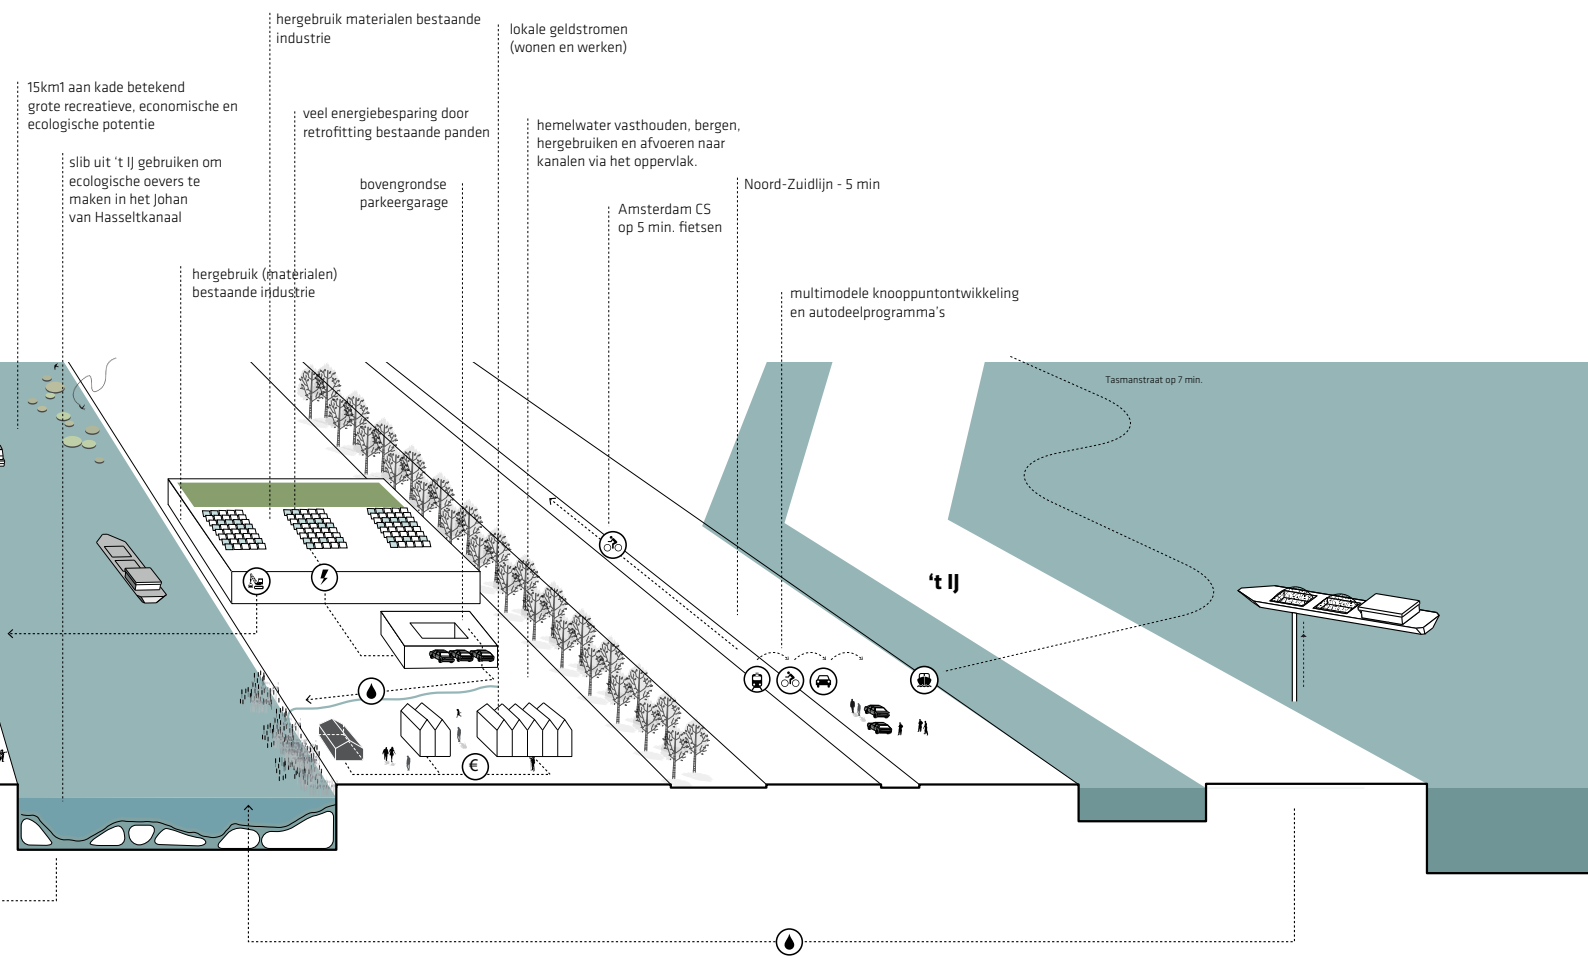 hergebruik materialen bestaande
industrie
lokale geldstromen
(wonen en werken)
15km1 aan kade betekend
grote recreatieve, economische en
ecologische potentie
veel energiebesparing door
retrofitting bestaande panden
hemelwater vasthouden, bergen,
hergebruiken en afvoeren naar
kanalen via het oppervlak.
slib uit ‘t IJ gebruiken om
ecologische oevers te
maken in het Johan
van Hasseltkanaal
bovengrondse
parkeergarage
Noord-Zuidlijn - 5 min
Amsterdam CS
op 5 min. fietsen
hergebruik (materialen)
bestaande industrie
multimodele knooppuntontwikkeling
en autodeelprogramma’s
Tasmanstraat op 7 min.
‘t IJ
€